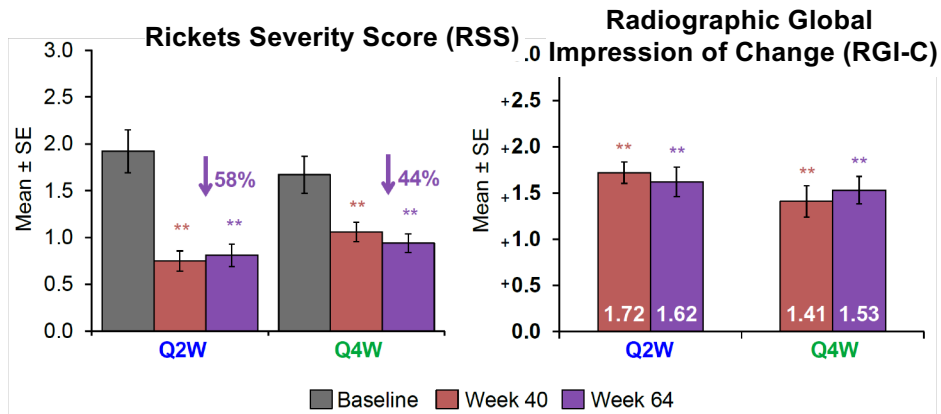 Rickets Severity Score (RSS)
3.0
2.5
2.0
1.5
1.0
0.5
0.0
Mean ± SE
58%
44%
**
**
**
**
Q2W
Q4W
Radiographic Global
Impression of Change (RGI-C)
.0
+2.5
+2.0
+1.5
+1.0
+0.5
0.0
Mean ± SE
**
**
**
**
1.72
1.62
1.41
1.53
Q2W
Q4W
Baseline
Week 40
Week 64